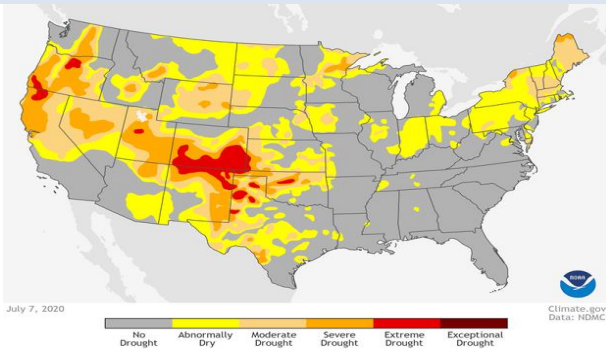 NOAA
July 7, 2020
Climate.gov
Data: NDMC
No Drought
Abnormally Dry
Moderate Drought
Severe Drought
Extreme Drought
Exceptional Drought